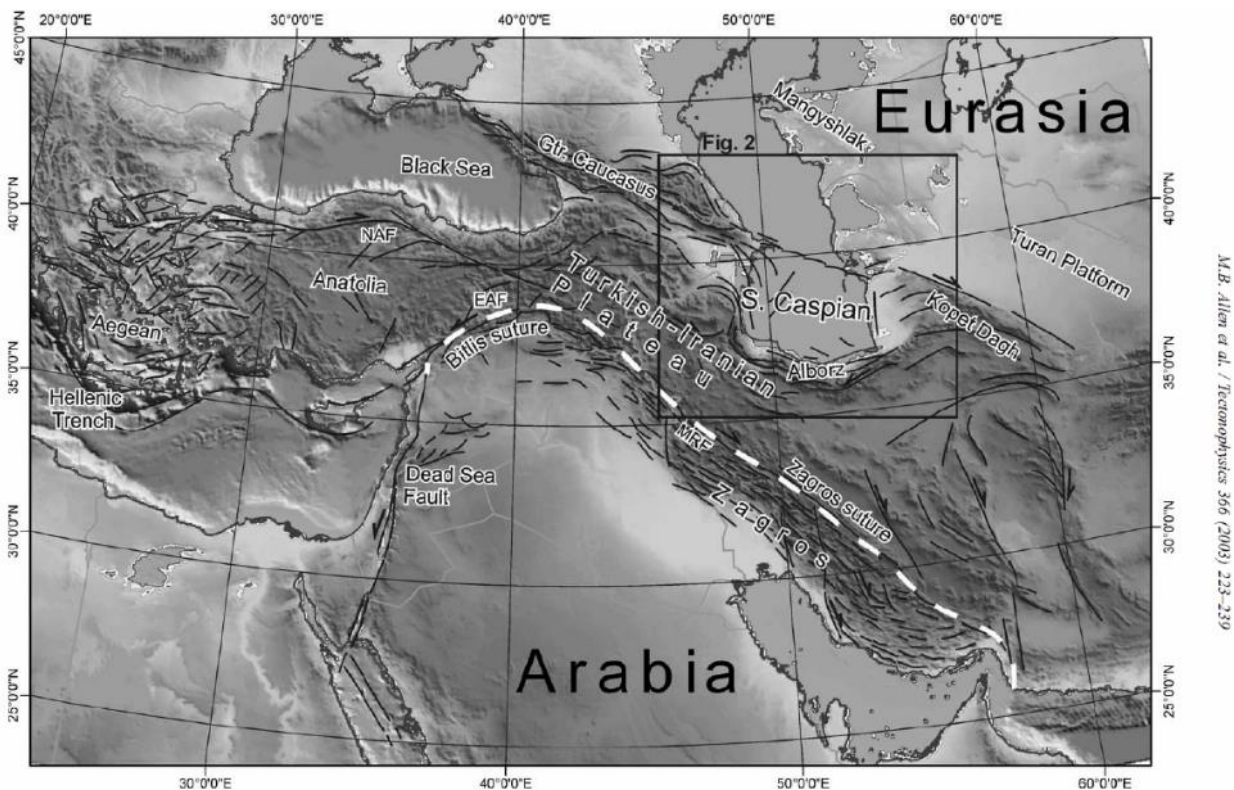 20°0'0"E
30°0'0"E
40°0'0"E
50°0'0"E
60°0'0"E
45°0'0"N
40°0'0"N
35°0'0"N
30°0'0"N
25°0'0"N
Eurasia
Mangyshlak
Fig. 2
Gtr. Caucasus
Black Sea
Turan Platform
NAF
Anatolia
Turkish-Iranian
Plateau
S. Caspian
Kopet Dagh
EAF
Aegean
Bitlis suture
Alborz
Hellenic
Trench
MRF
Dead Sea
Fault
Zagros suture
Zagros
Arabia
40°0'0"N
35°0'0"N
30°0'0"N
25°0'0"N
30°0'0"E
40°0'0"E
50°0'0"E
60°0'0"E
M.B. Allen et al. / Tectonophysics 366 (2003) 223–239